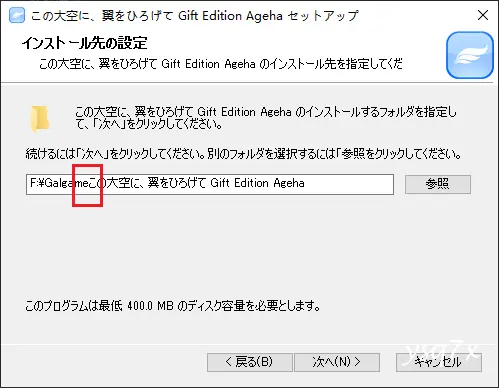 この大空に、翼をひろげて Gift Edition Ageha セットアップ
インストール先の設定
この大空に、翼をひろげて Gift Edition Ageha のインストール先を指定してくだ
この大空に、翼をひろげて Gift Edition Ageha のインストールするフォルダを指定し
て、「次へ」をクリックしてください。
続けるには「次へ」をクリックしてください。別のフォルダを選択するには「参照をクリックしてください。
F:¥Galgameこの大空に、翼をひろげて Gift Edition Ageha
参照
このプログラムは最低 400.0 MB のディスク容量を必要とします。
ysa7x
< 戻る(B)
次へ(N) >
キャンセル